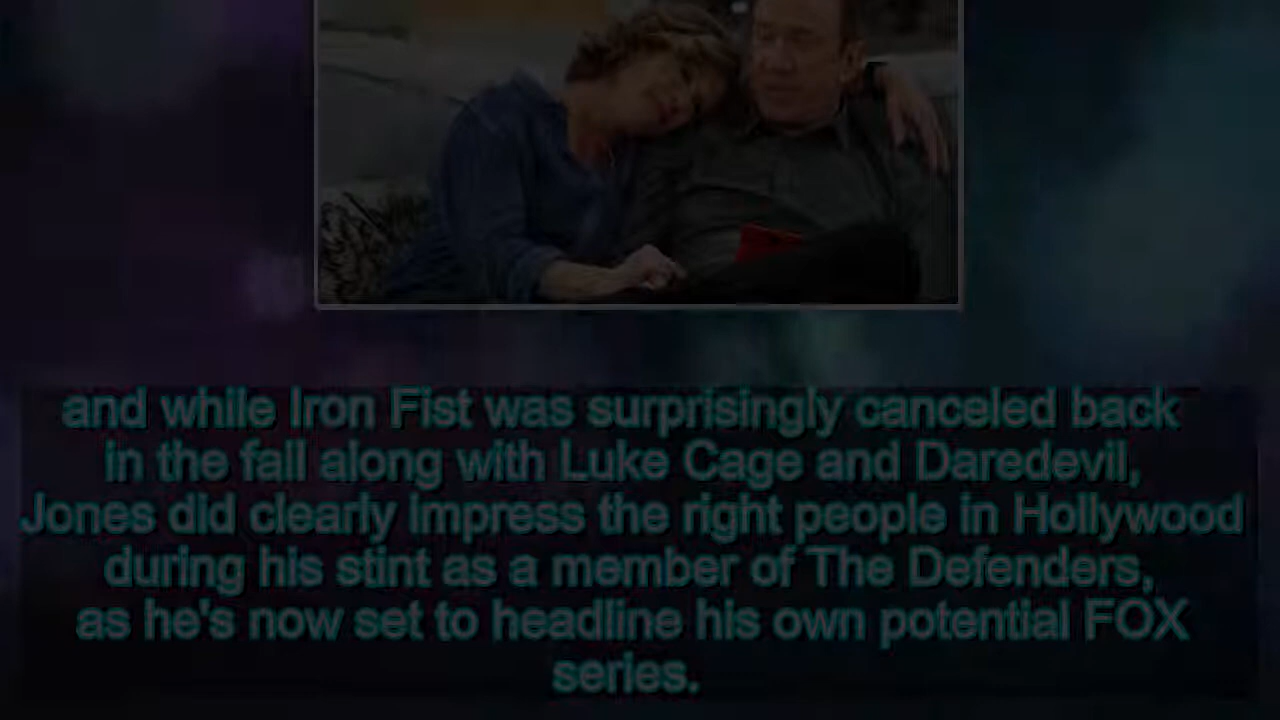 and while Iron Fist was surprisingly canceled back
in the fall along with Luke Cage and Daredevil,
Jones did clearly impress the right people in Hollywood
during his stint as a member of The Defenders,
as he's now set to headline his own potential FOX
series.